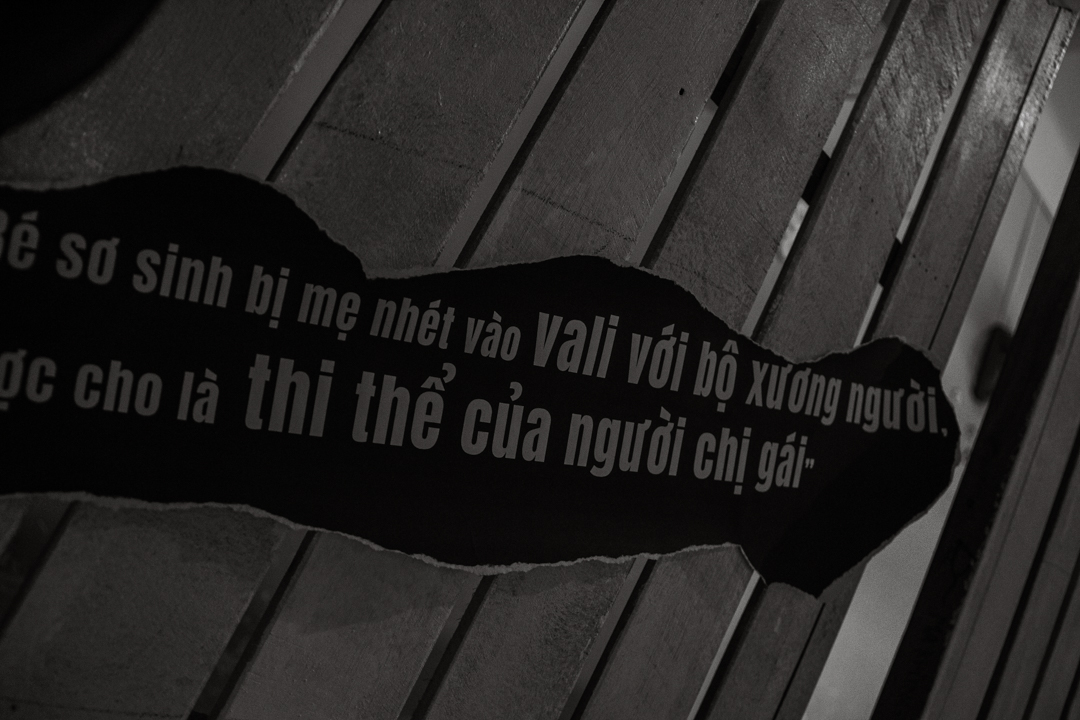 Bé sơ sinh bị mẹ nhét vào vali với bộ xương người,
ợc cho là thi thể của người chị gái"